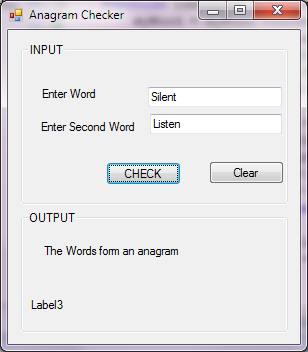 Anagram Checker
INPUT
Enter Word
Silent
Enter Second Word
Listen
CHECK
Clear
OUTPUT
The Words form an anagram
Label3